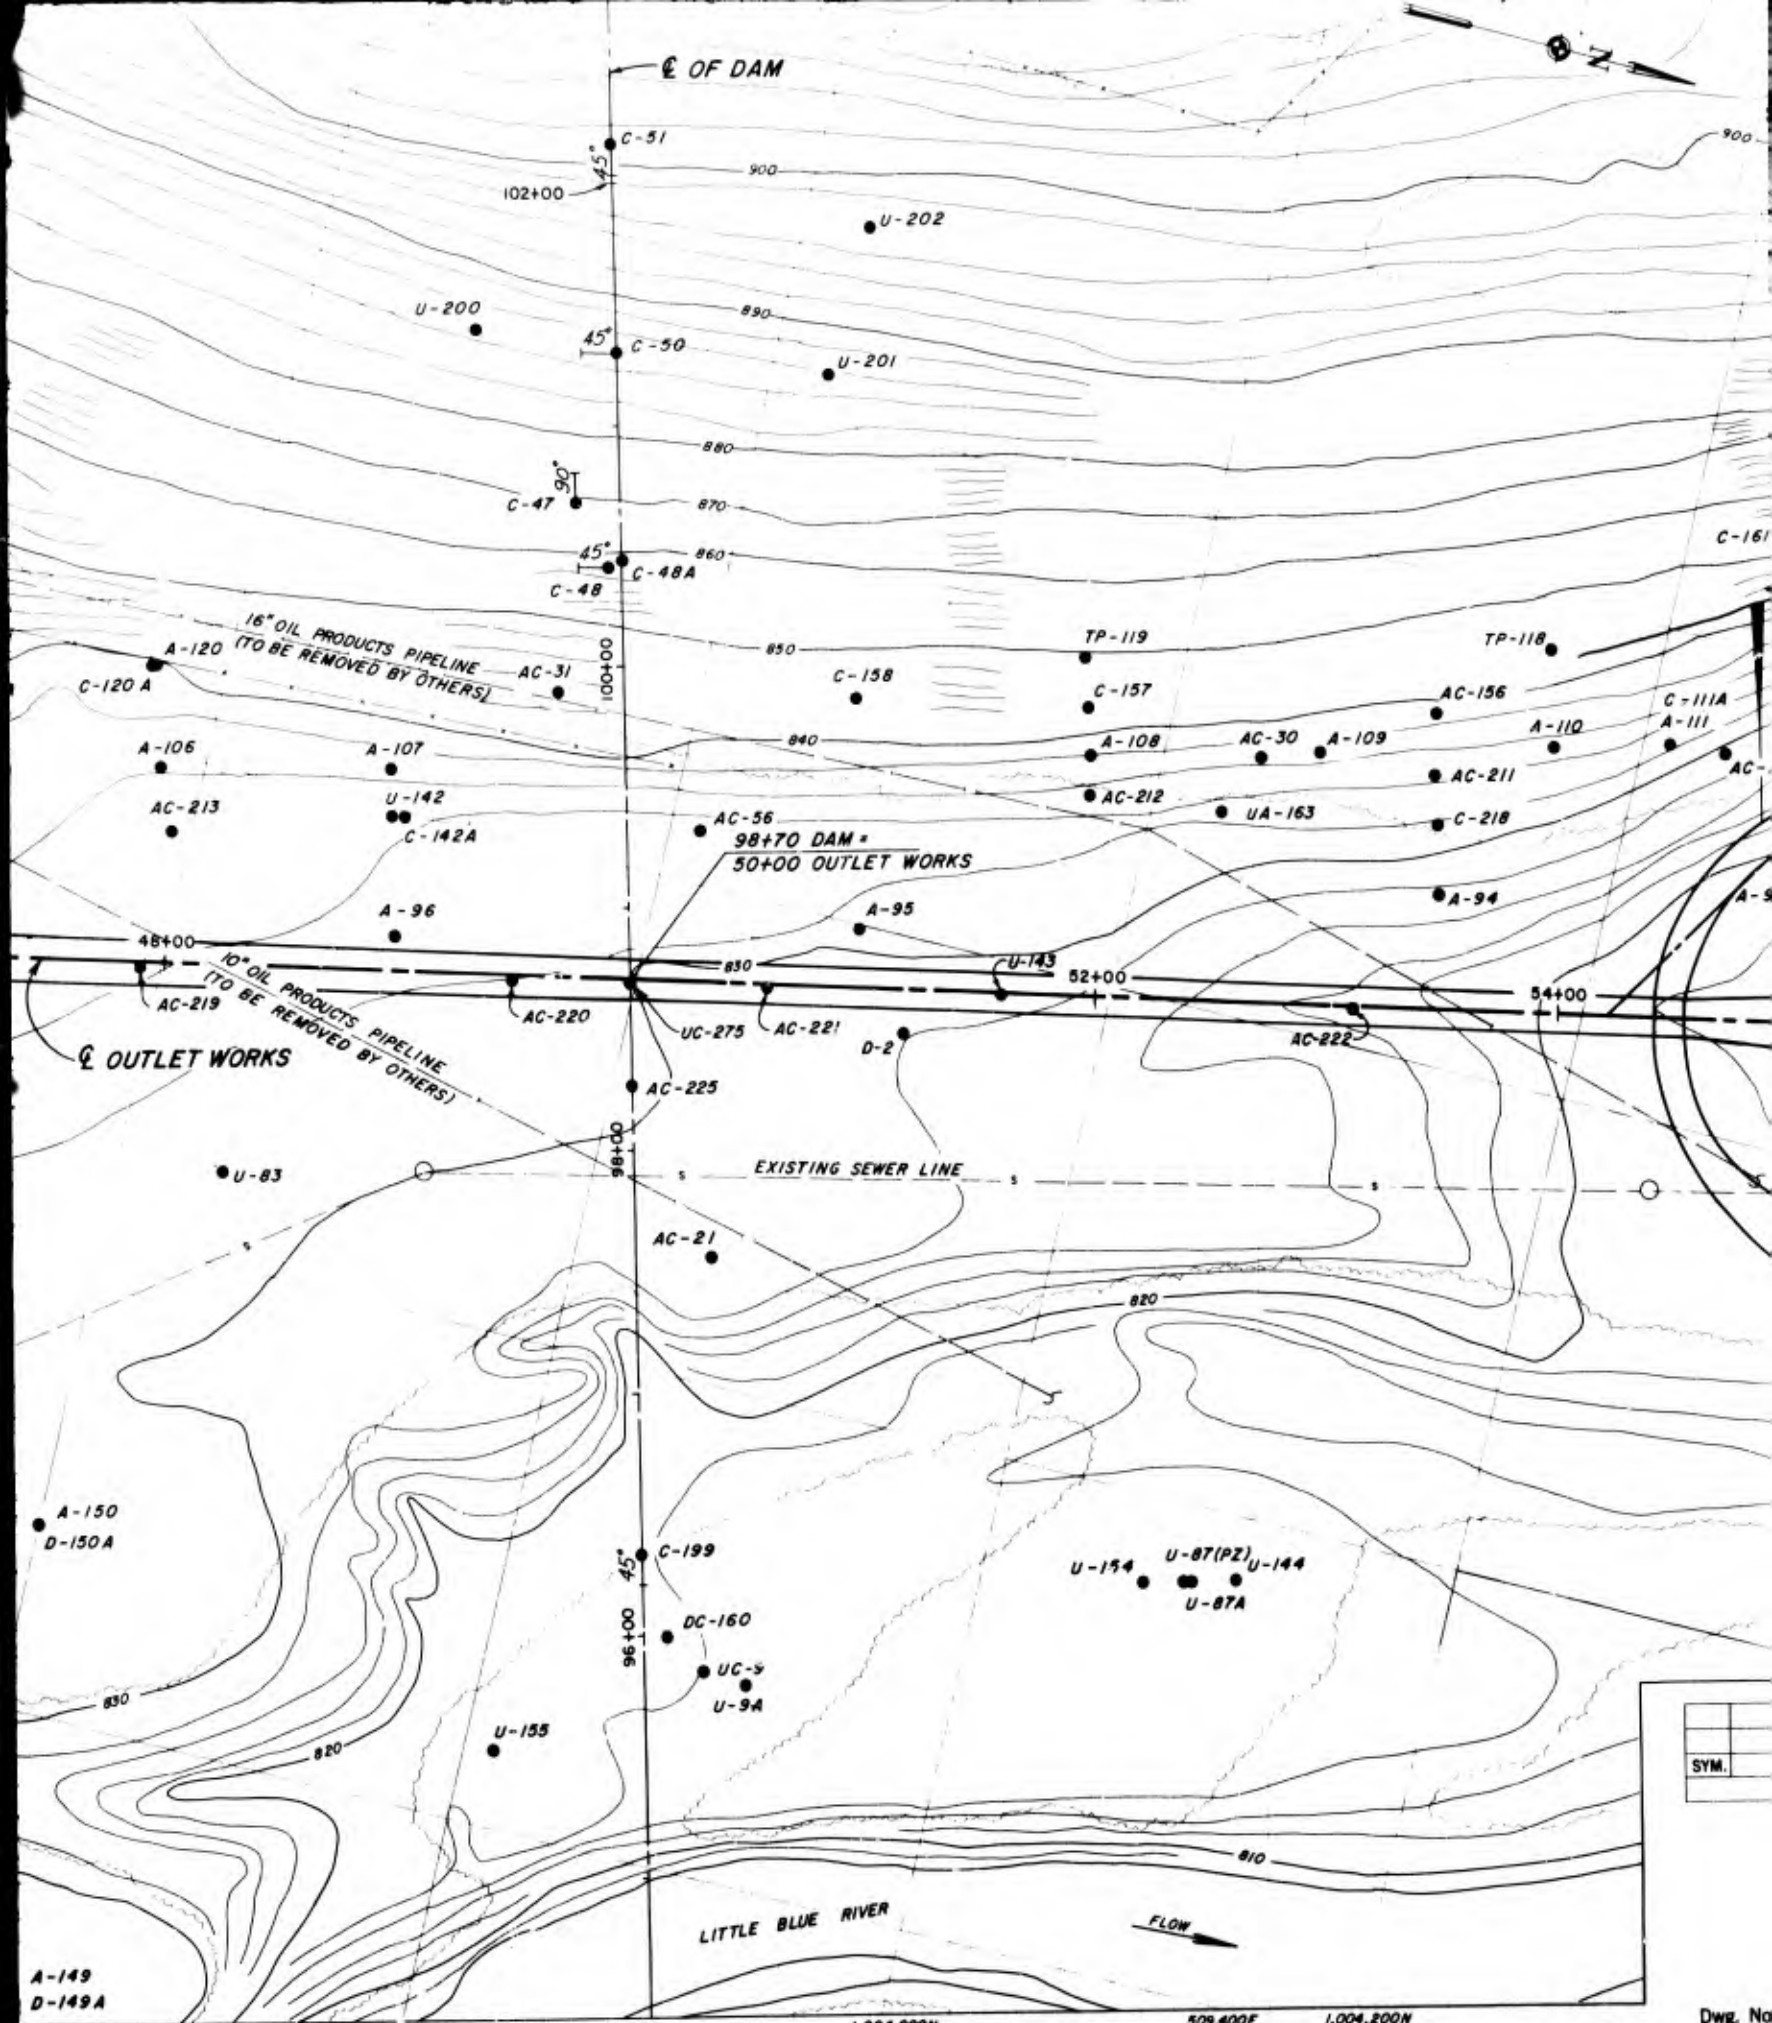 ℄ OF DAM
N
C-51
45°
102+00
900
900
U-202
U-200
890
45°
C-50
U-201
880
90°
C-47
870
C-161
45°
860
C-48A
C-48
16" OIL PRODUCTS PIPELINE
(TO BE REMOVED BY OTHERS)
A-120
C-120A
AC-31
100+00
850
C-158
TP-119
TP-118
C-157
AC-156
C-111A
A-111
A-106
A-107
840
A-108
AC-30
A-109
A-110
AC-211
AC-
AC-213
U-142
C-142A
AC-56
AC-212
UA-163
C-218
98+70 DAM =
50+00 OUTLET WORKS
A-94
A-96
A-95
48+00
830
U-143
52+00
54+00
10" OIL PRODUCTS PIPELINE
(TO BE REMOVED BY OTHERS)
AC-219
AC-220
UC-275
AC-221
D-2
AC-222
℄ OUTLET WORKS
AC-225
98+00
U-83
S
EXISTING SEWER LINE
S
S
S
AC-21
820
A-150
D-150A
C-199
45°
U-154
U-87(PZ)
U-144
U-87A
96+00
DC-160
UC-9
U-9A
830
U-155
820
SYM.
810
LITTLE BLUE RIVER
FLOW
A-149
D-149A
509,400E
1,004,200N
Dwg. No